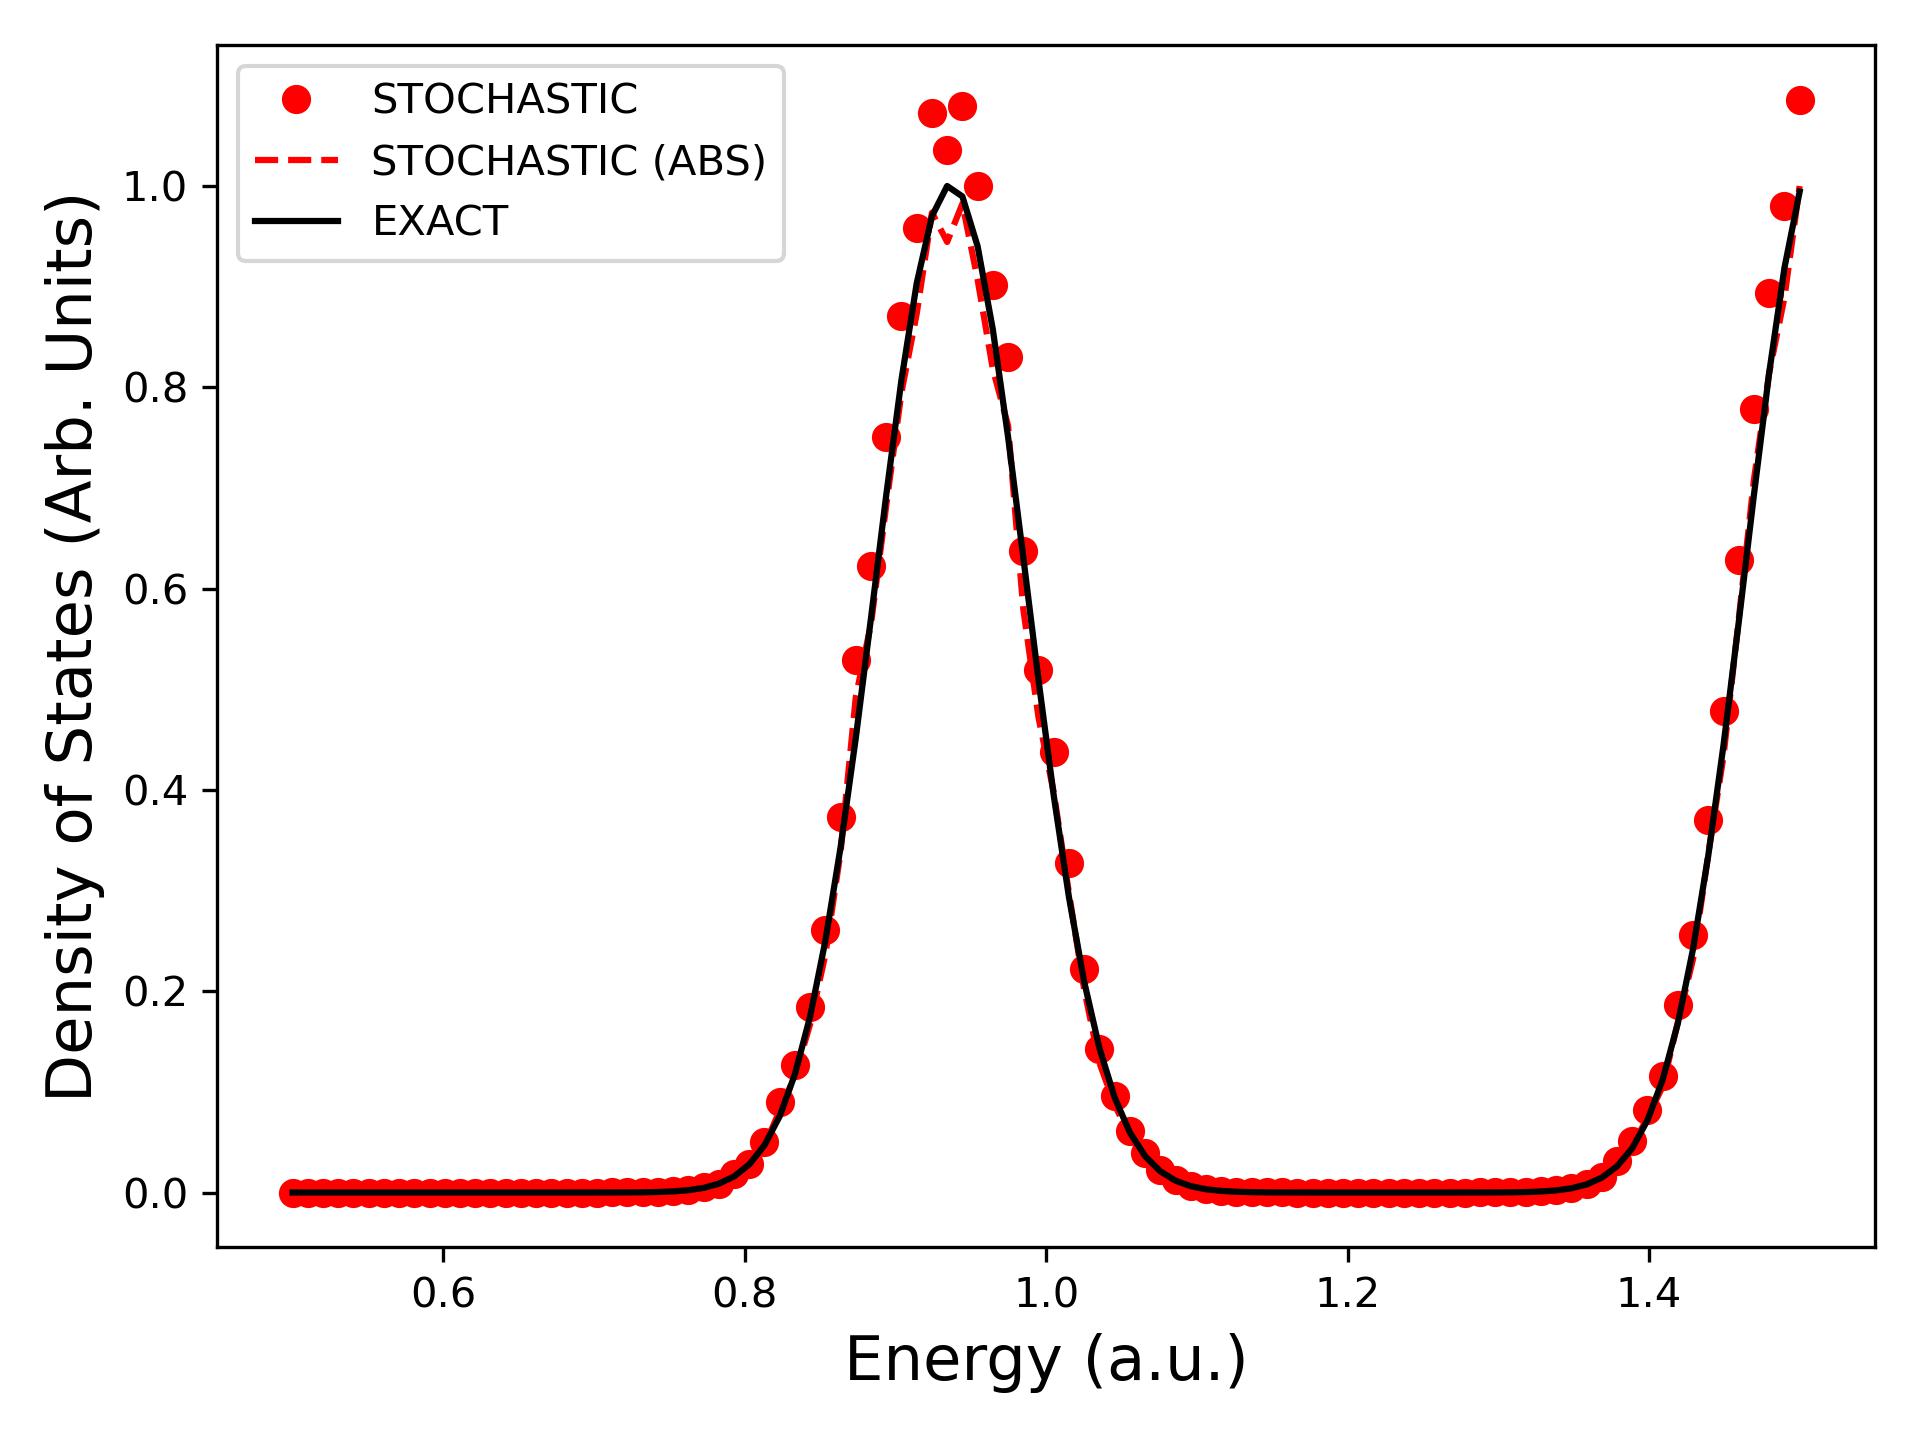 STOCHASTIC
STOCHASTIC (ABS)
EXACT
Density of States (Arb. Units)
1.0
0.8
0.6
0.4
0.2
0.0
0.6 0.8 1.0 1.2 1.4
Energy (a.u.)